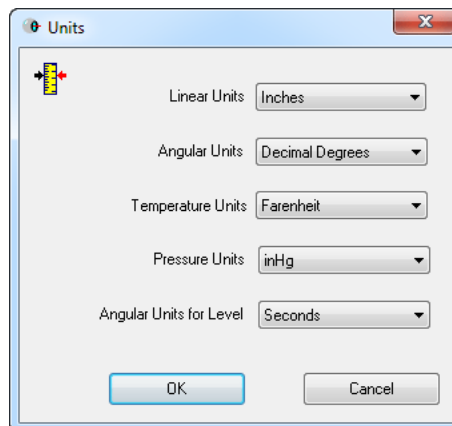 Units
Linear Units Inches
Angular Units Decimal Degrees
Temperature Units Farenheit
Pressure Units inHg
Angular Units for Level Seconds
OK Cancel